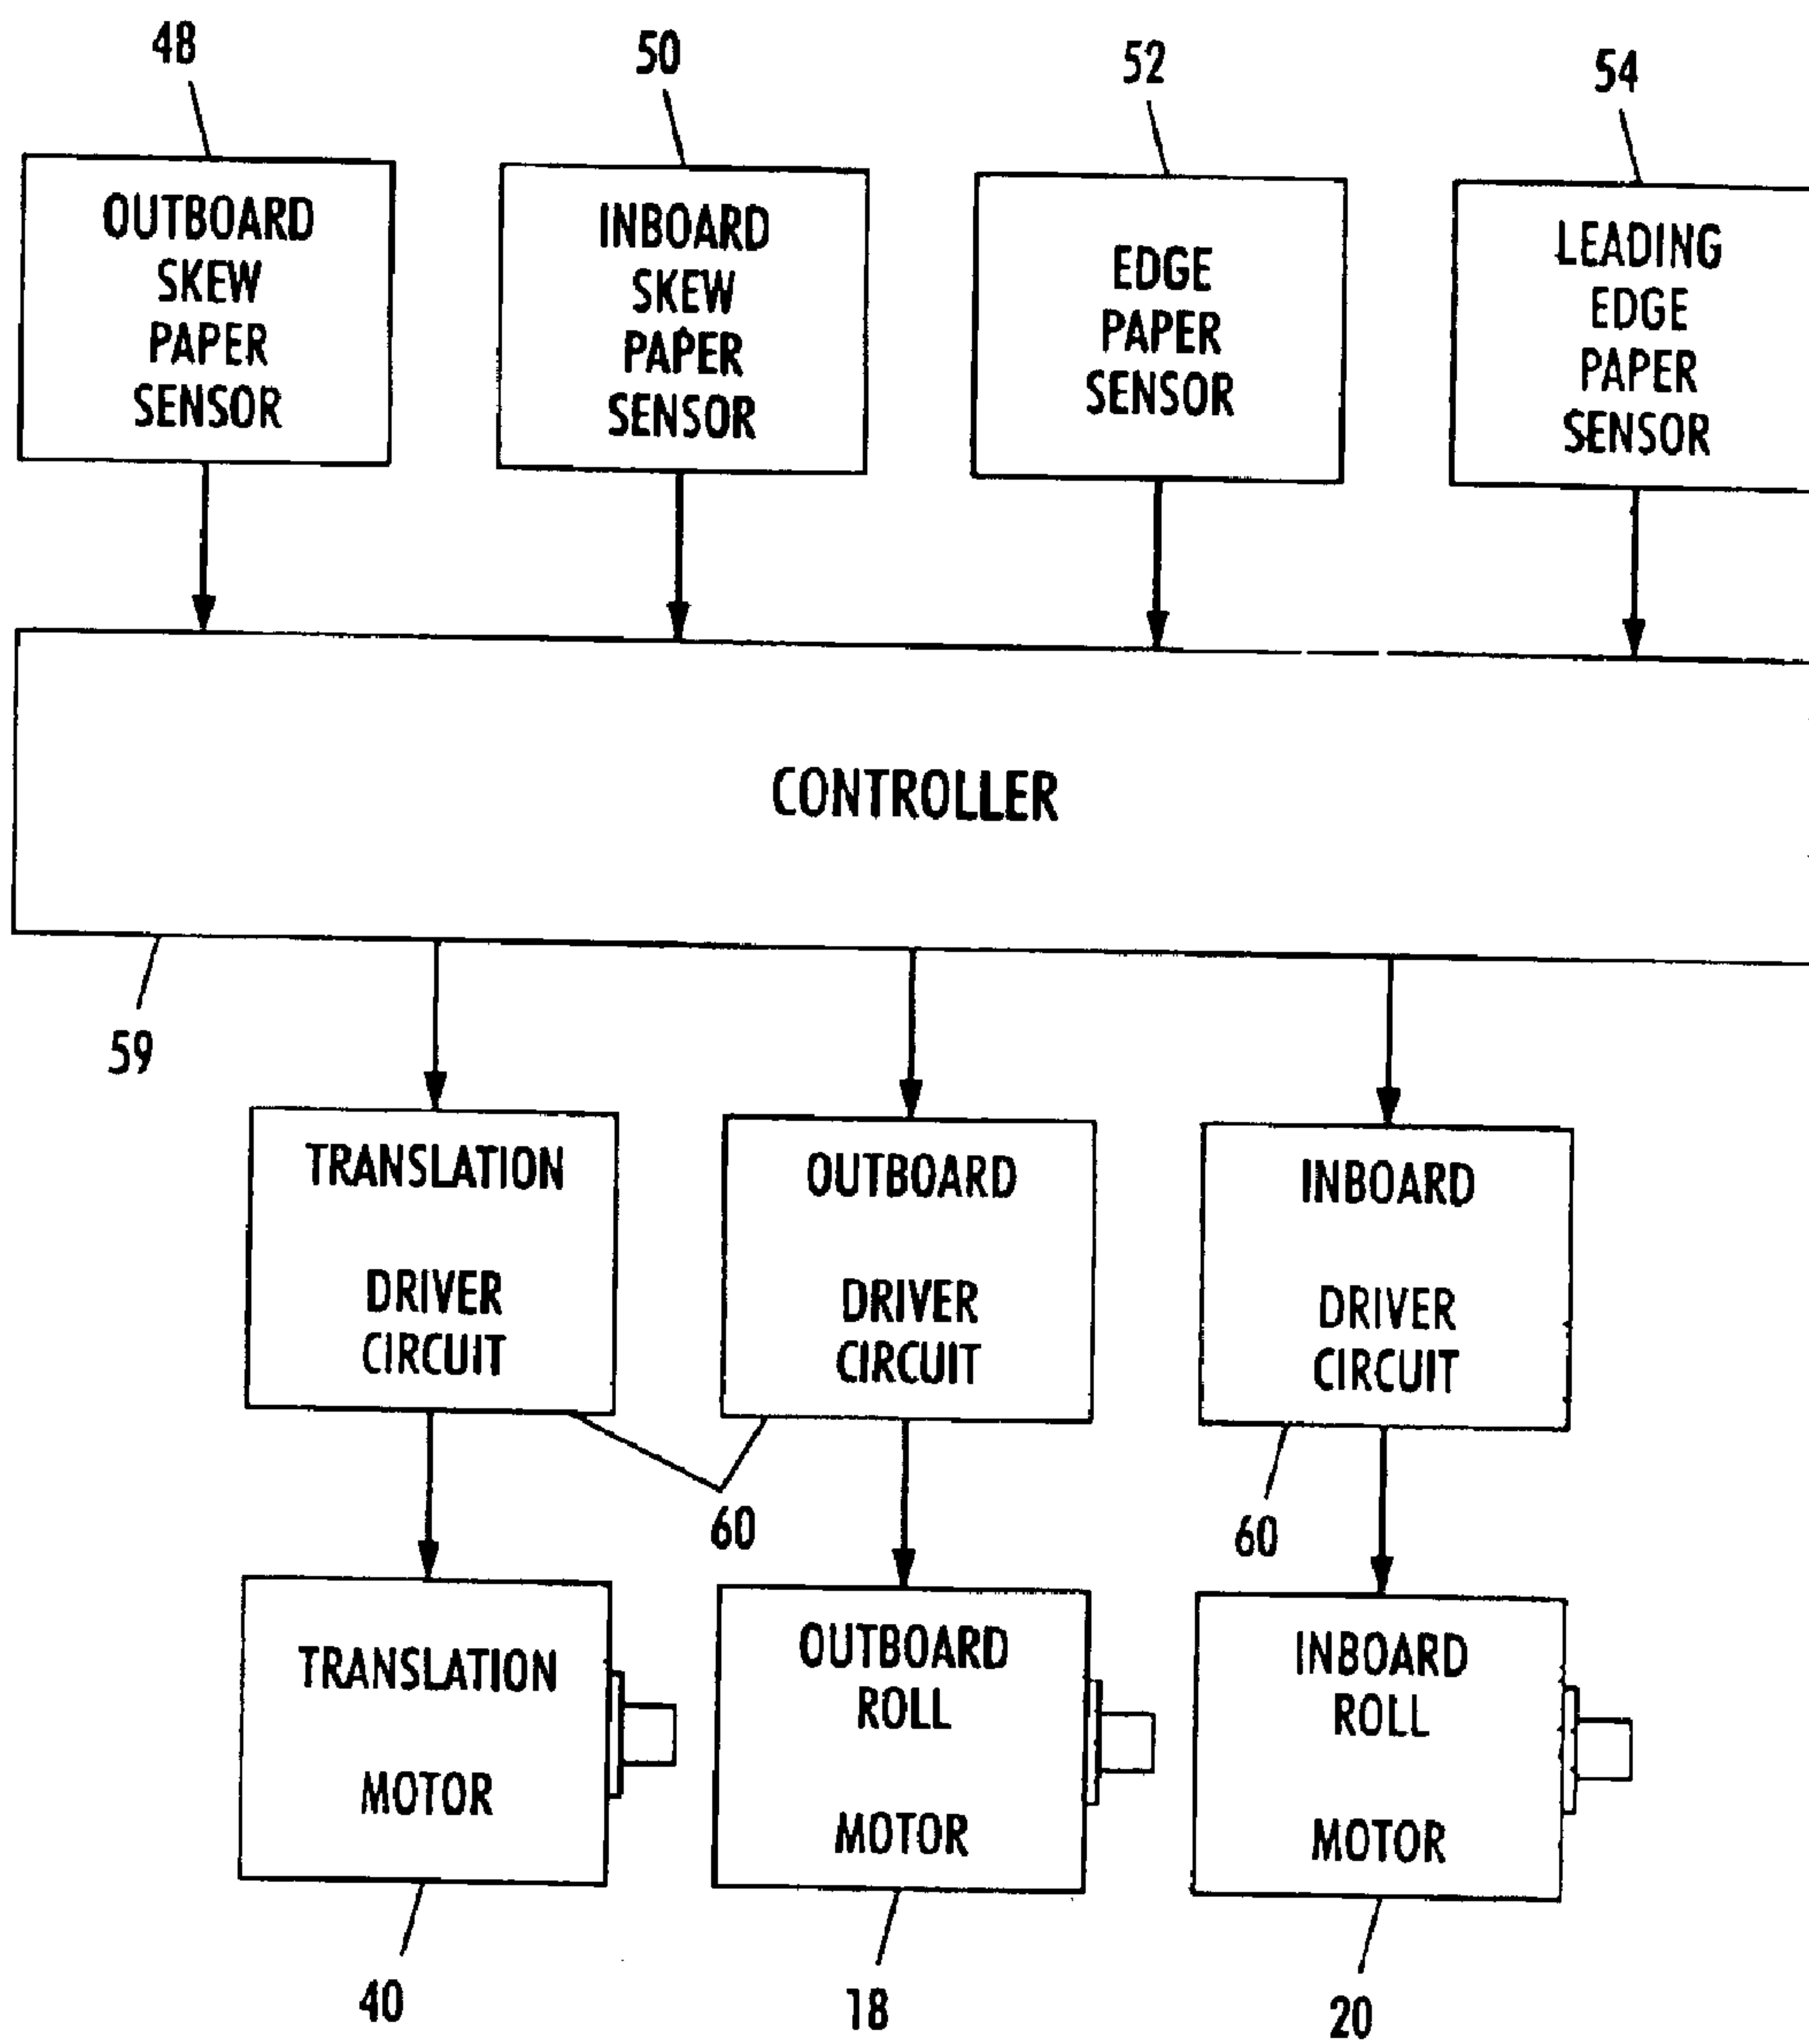 48
50
52
54
OUTBOARD
SKEW
PAPER
SENSOR
INBOARD
SKEW
PAPER
SENSOR
EDGE
PAPER
SENSOR
LEADING
EDGE
PAPER
SENSOR
CONTROLLER
59
TRANSLATION
DRIVER
CIRCUIT
OUTBOARD
DRIVER
CIRCUIT
INBOARD
DRIVER
CIRCUIT
60
60
TRANSLATION
MOTOR
OUTBOARD
ROLL
MOTOR
INBOARD
ROLL
MOTOR
40
18
20